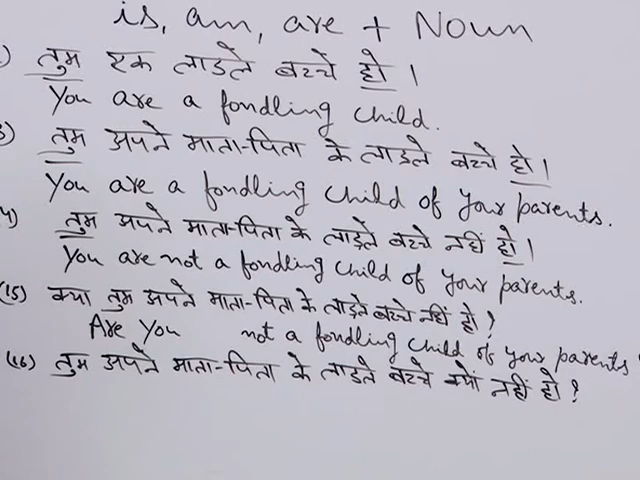 is, am, are + Noun
) तुम एक लाडले बच्चे हो।
You are a fondling child.
3) तुम अपने माता-पिता के लाडले बच्चे हो।
You are a fondling child of your parents.
4) तुम अपने माता-पिता के लाड़ले बच्चे नहीं हो।
You are not a fondling child of your parents.
(15) क्या तुम अपने माता-पिता के लाड़ले बच्चे नहीं हो?
Are you not a fondling child of your parents
(16) तुम अपने माता-पिता के लाडले बच्चे क्यों नहीं हो?